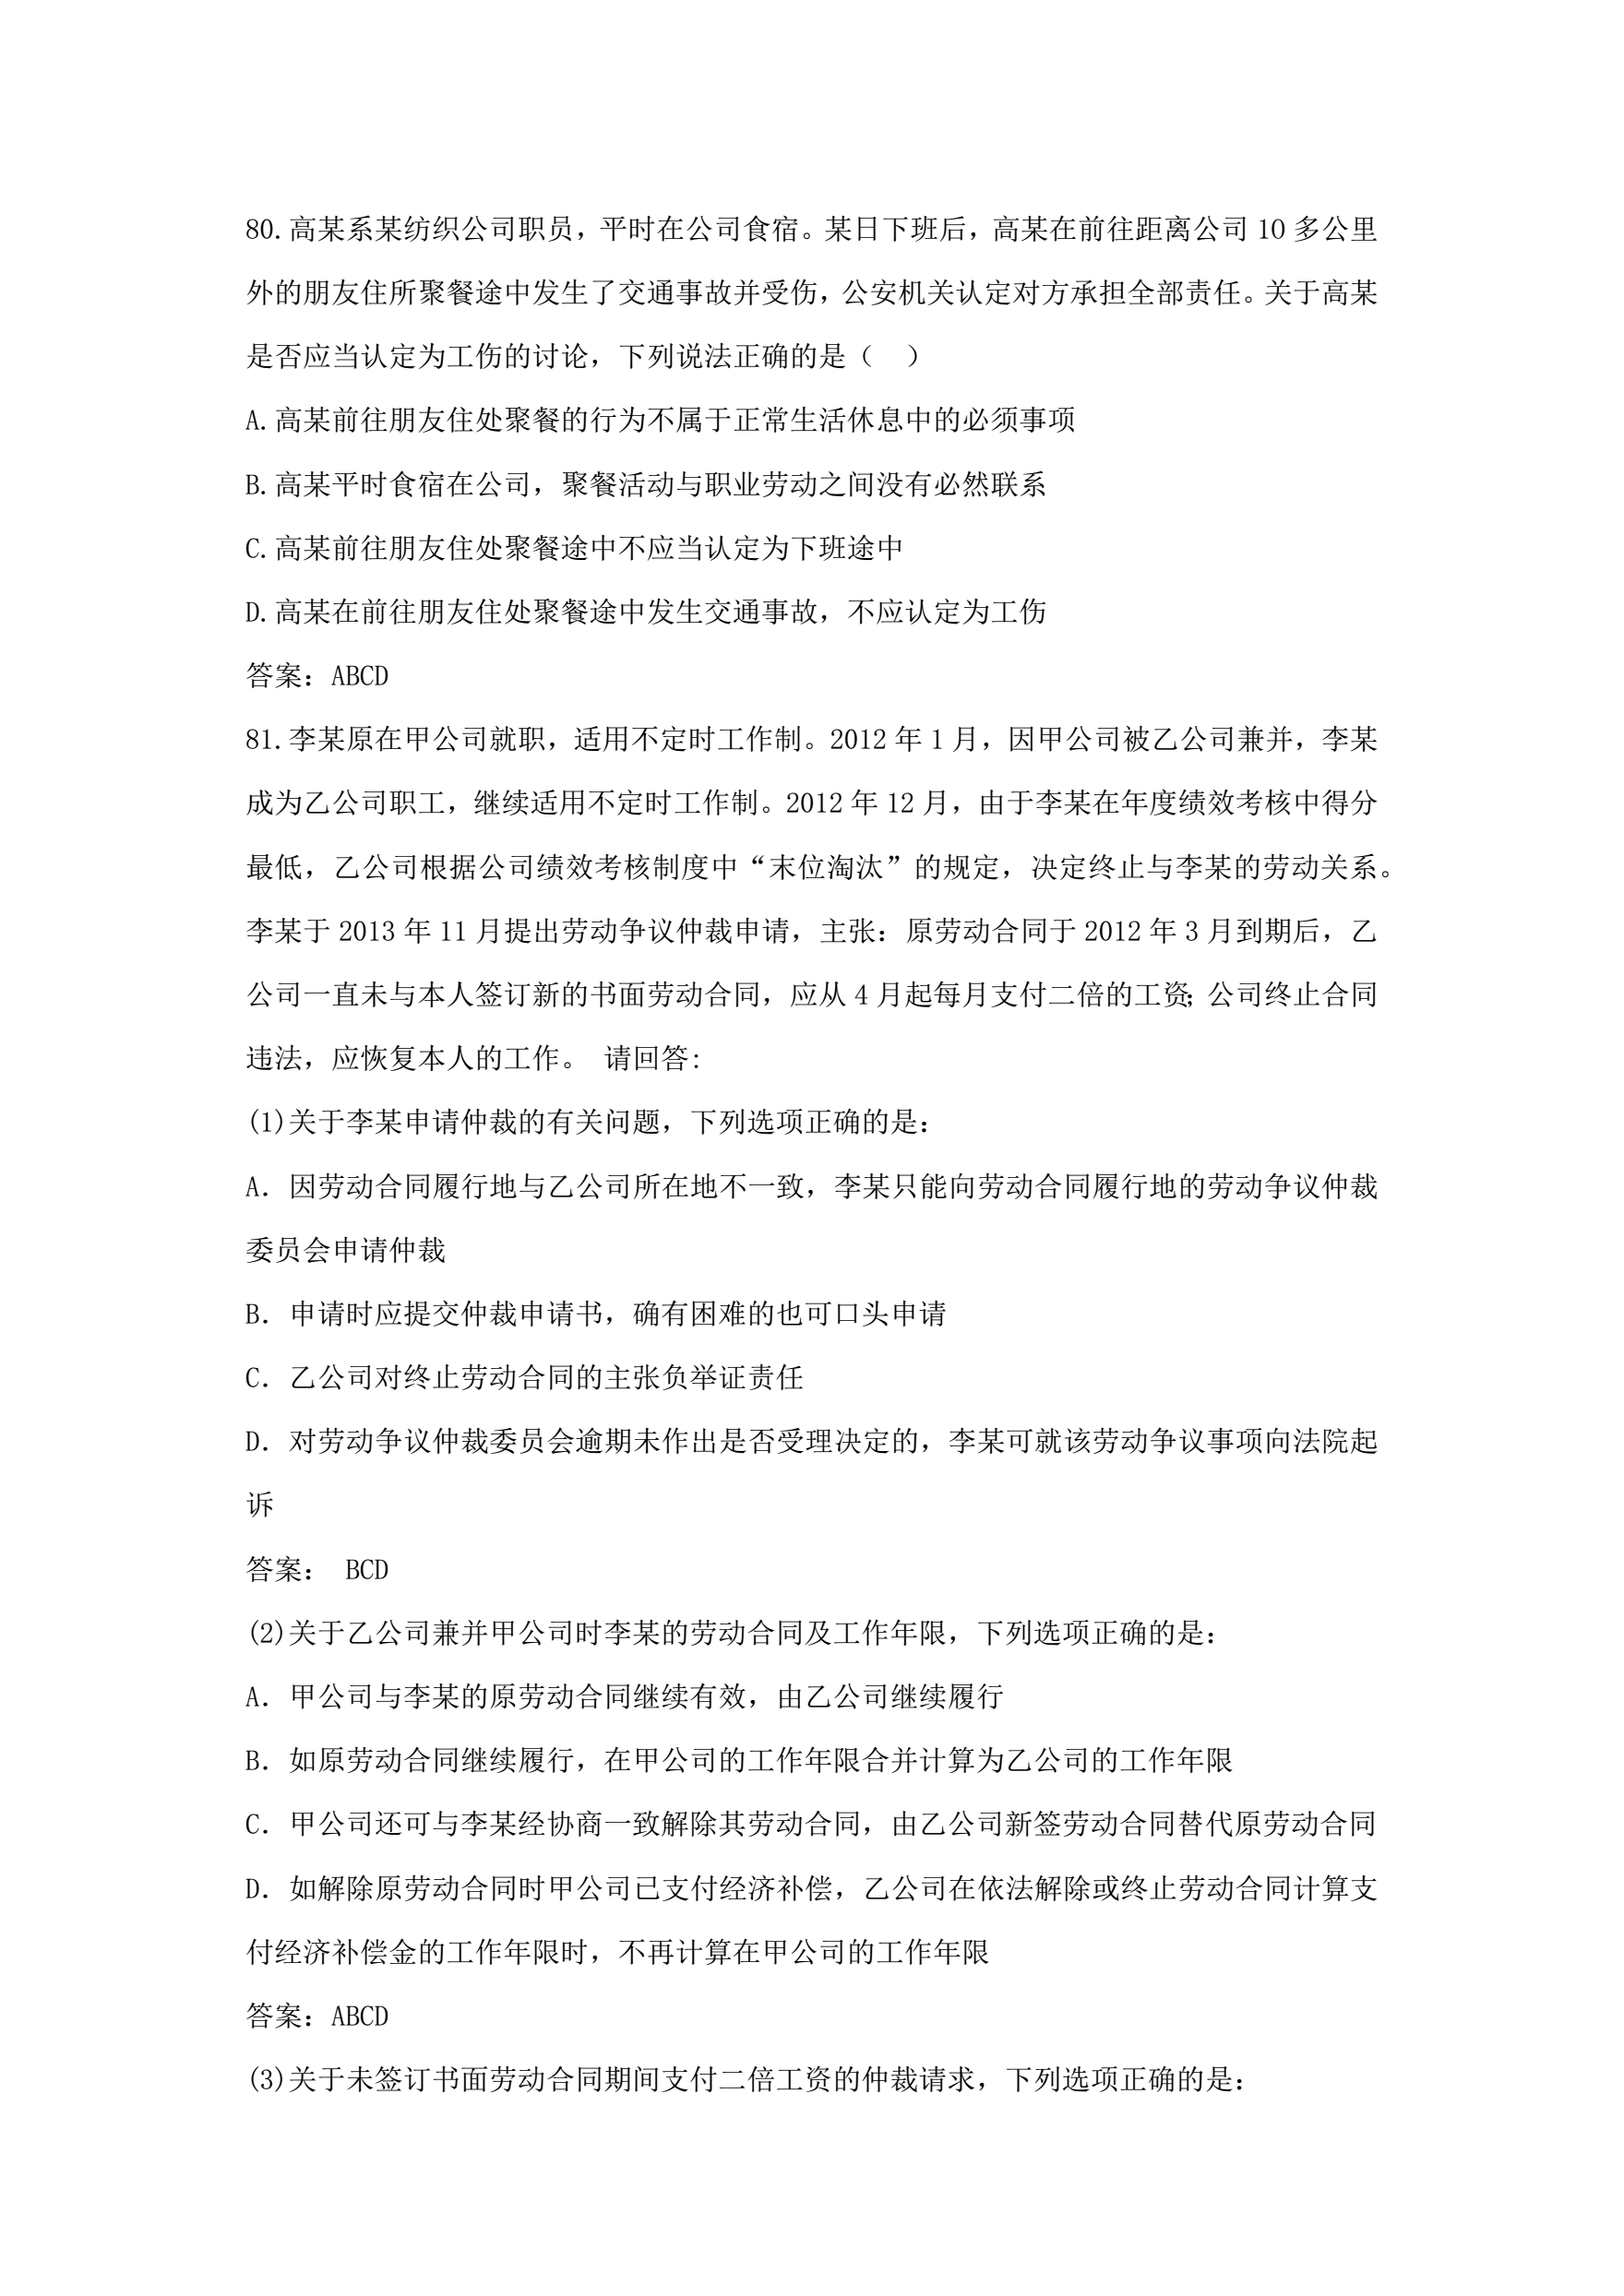 80.高某系某纺织公司职员，平时在公司食宿。某日下班后，高某在前往距离公司 10 多公里
外的朋友住所聚餐途中发生了交通事故并受伤，公安机关认定对方承担全部责任。关于高某
是否应当认定为工伤的讨论，下列说法正确的是（　）
A.高某前往朋友住处聚餐的行为不属于正常生活休息中的必须事项
B.高某平时食宿在公司，聚餐活动与职业劳动之间没有必然联系
C.高某前往朋友住处聚餐途中不应当认定为下班途中
D.高某在前往朋友住处聚餐途中发生交通事故，不应认定为工伤
答案：ABCD
81.李某原在甲公司就职，适用不定时工作制。2012 年 1 月，因甲公司被乙公司兼并，李某
成为乙公司职工，继续适用不定时工作制。2012 年 12 月，由于李某在年度绩效考核中得分
最低，乙公司根据公司绩效考核制度中“末位淘汰”的规定，决定终止与李某的劳动关系。
李某于 2013 年 11 月提出劳动争议仲裁申请，主张：原劳动合同于 2012 年 3 月到期后，乙
公司一直未与本人签订新的书面劳动合同，应从 4 月起每月支付二倍的工资；公司终止合同
违法，应恢复本人的工作。 请回答:
(1)关于李某申请仲裁的有关问题，下列选项正确的是：
A．因劳动合同履行地与乙公司所在地不一致，李某只能向劳动合同履行地的劳动争议仲裁
委员会申请仲裁
B．申请时应提交仲裁申请书，确有困难的也可口头申请
C．乙公司对终止劳动合同的主张负举证责任
D．对劳动争议仲裁委员会逾期未作出是否受理决定的，李某可就该劳动争议事项向法院起
诉
答案： BCD
(2)关于乙公司兼并甲公司时李某的劳动合同及工作年限，下列选项正确的是：
A．甲公司与李某的原劳动合同继续有效，由乙公司继续履行
B．如原劳动合同继续履行，在甲公司的工作年限合并计算为乙公司的工作年限
C．甲公司还可与李某经协商一致解除其劳动合同，由乙公司新签劳动合同替代原劳动合同
D．如解除原劳动合同时甲公司已支付经济补偿，乙公司在依法解除或终止劳动合同计算支
付经济补偿金的工作年限时，不再计算在甲公司的工作年限
答案：ABCD
(3)关于未签订书面劳动合同期间支付二倍工资的仲裁请求，下列选项正确的是：